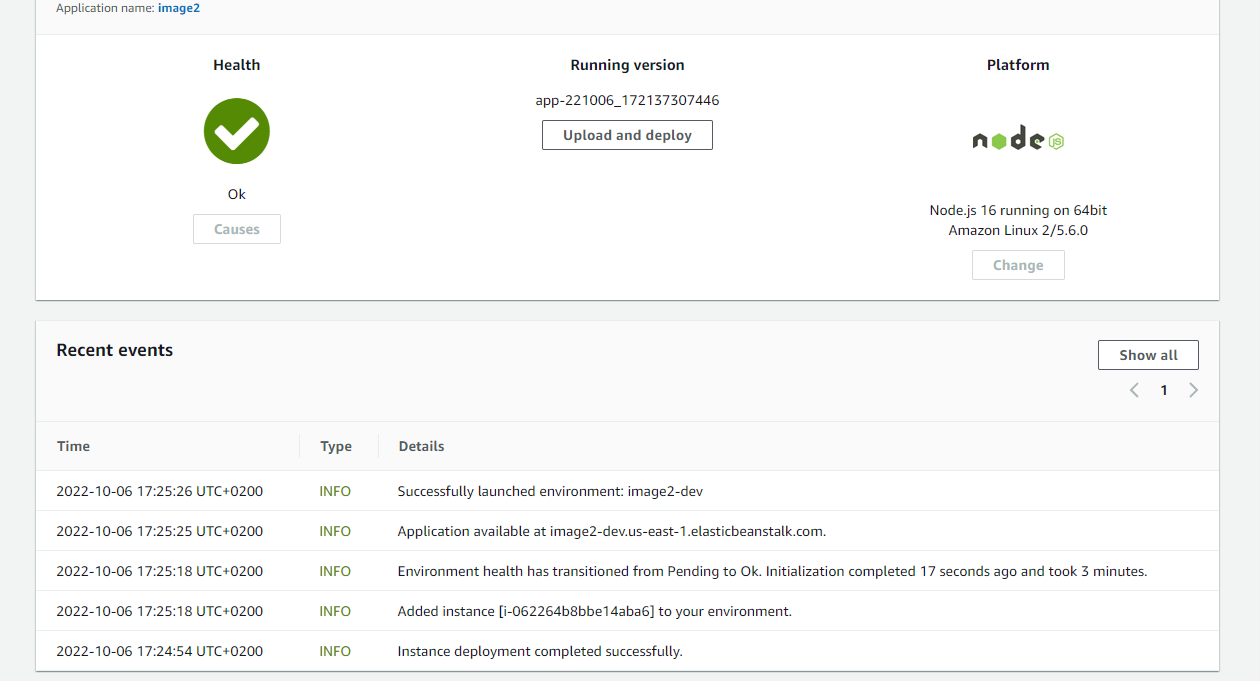 Application name: image2
Health
Running version
Platform
app-221006_172137307446
Upload and deploy
node JS
Ok
Causes
Node.js 16 running on 64bit
Amazon Linux 2/5.6.0
Change
Recent events
Show all
1
Time Type Details
2022-10-06 17:25:26 UTC+0200 INFO Successfully launched environment: image2-dev
2022-10-06 17:25:25 UTC+0200 INFO Application available at image2-dev.us-east-1.elasticbeanstalk.com.
2022-10-06 17:25:18 UTC+0200 INFO Environment health has transitioned from Pending to Ok. Initialization completed 17 seconds ago and took 3 minutes.
2022-10-06 17:25:18 UTC+0200 INFO Added instance [i-062264b8bbe14aba6] to your environment.
2022-10-06 17:24:54 UTC+0200 INFO Instance deployment completed successfully.